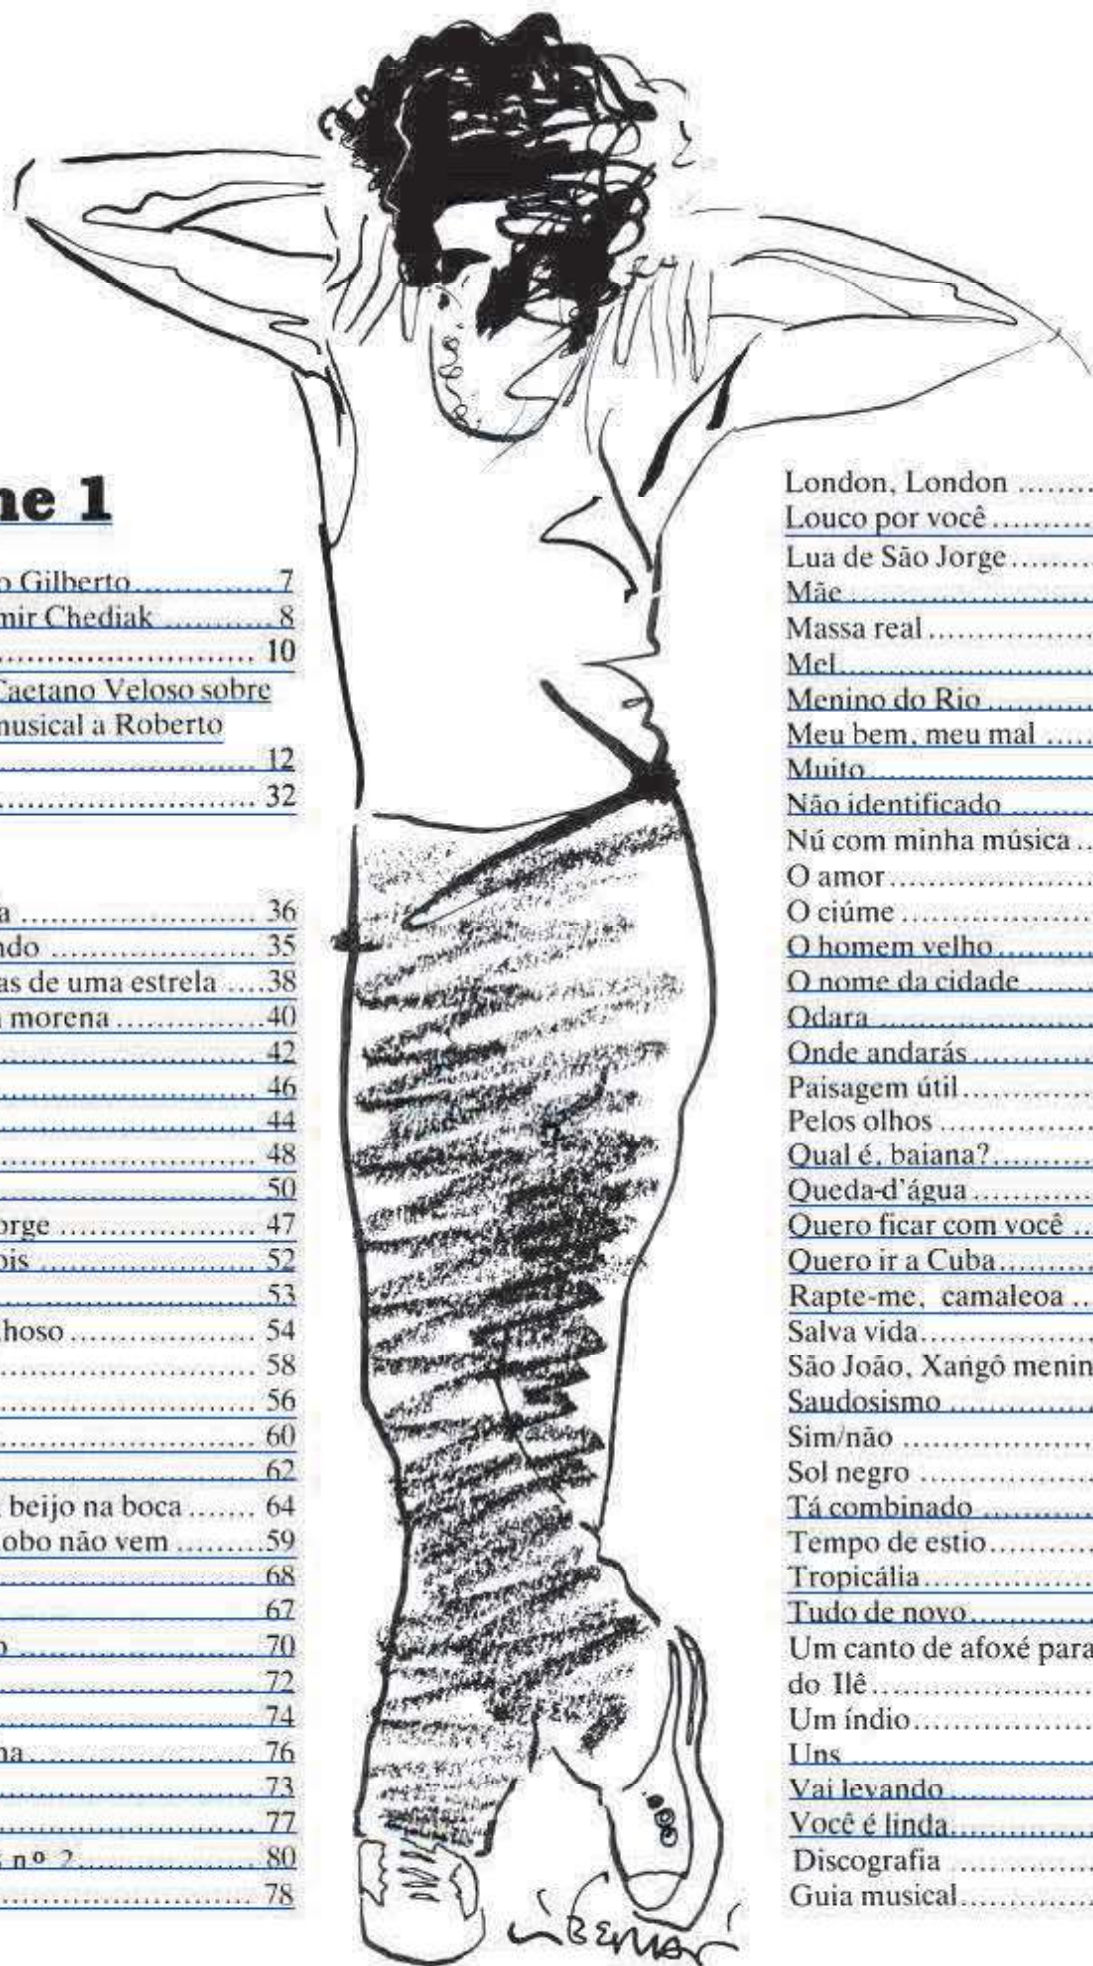 ne 1
o Gilberto.............7
mir Chediak ...........8
.......................... 10
Caetano Veloso sobre
musical a Roberto
.......................... 12
.......................... 32
a ........................ 36
ndo ..................... 35
as de uma estrela ....38
a morena ...............40
.......................... 42
.......................... 46
.......................... 44
.......................... 48
.......................... 50
orge .................... 47
ois ...................... 52
..........................53
lhoso ................... 54
.......................... 58
.......................... 56
.......................... 60
.......................... 62
beijo na boca ....... 64
lobo não vem .........59
..........................68
..........................67
o .........................70
..........................72
..........................74
na........................76
..........................73
..........................77
s nº 2...................80
..........................78
London, London ........
Louco por você...........
Lua de São Jorge.........
Mãe..........................
Massa real.................
Mel...........................
Menino do Rio...........
Meu bem, meu mal .....
Muito........................
Não identificado ........
Nú com minha música ..
O amor.....................
O ciúme ....................
O homem velho..........
O nome da cidade .......
Odara .......................
Onde andarás.............
Paisagem útil..............
Pelos olhos ................
Qual é, baiana?...........
Queda-d'água .............
Quero ficar com você ...
Quero ir a Cuba..........
Rapte-me, camaleoa ...
Salva vida..................
São João, Xangô menin
Saudosismo ...............
Sim/não ....................
Sol negro ..................
Tá combinado ............
Tempo de estio...........
Tropicália..................
Tudo de novo.............
Um canto de afoxé para
do Ilê.......................
Um índio...................
Uns ..........................
Vai levando ...............
Você é linda...............
Discografia ...............
Guia musical..............